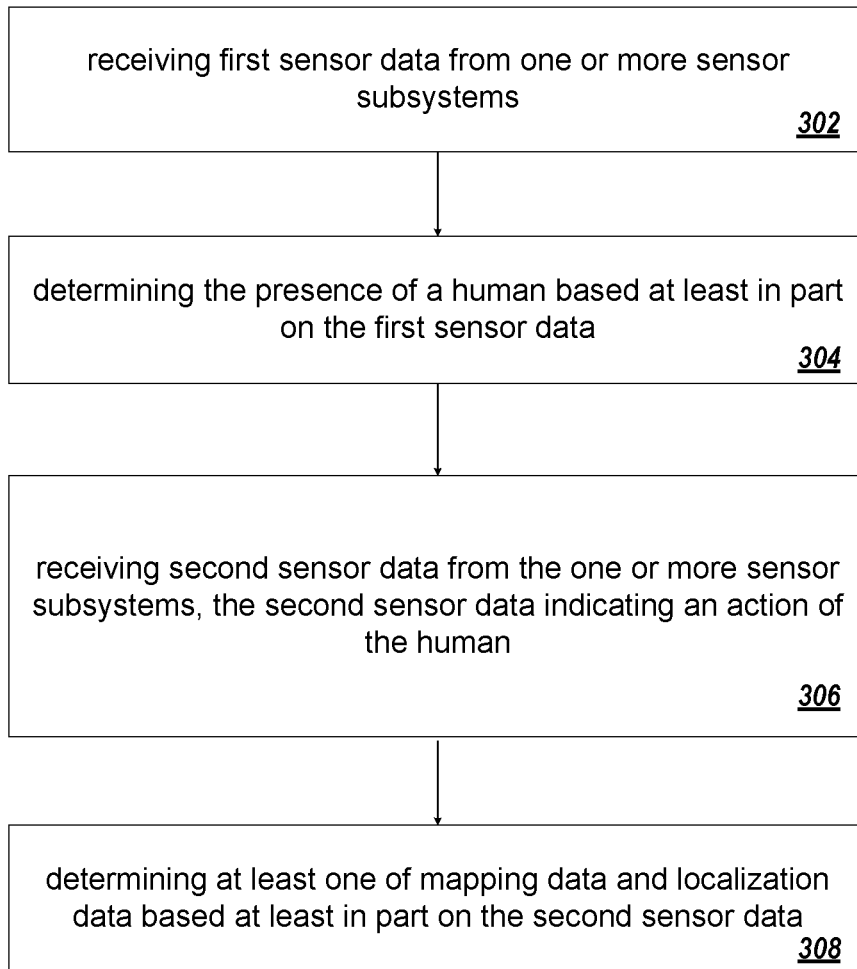 receiving first sensor data from one or more sensor
subsystems
302
determining the presence of a human based at least in part
on the first sensor data
304
receiving second sensor data from the one or more sensor
subsystems, the second sensor data indicating an action of
the human
306
determining at least one of mapping data and localization
data based at least in part on the second sensor data
308